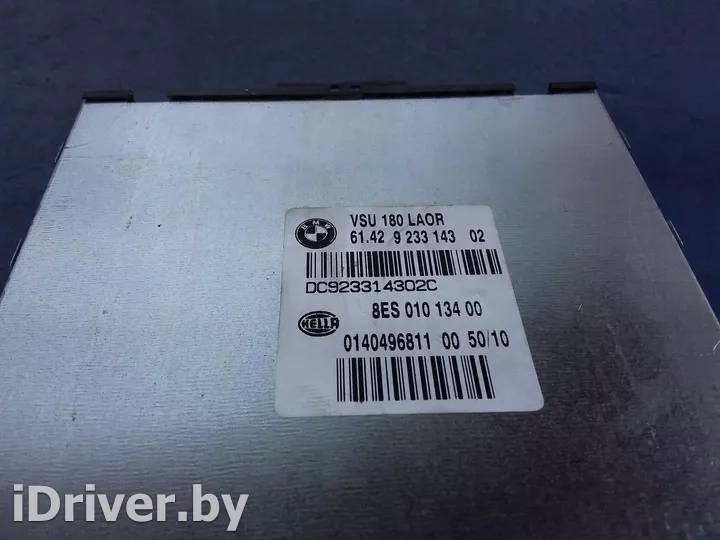 BMW
VSU 180 LAOR
61.42 9 233 143 02
DC923314302C
8ES 010 134 00
HELLA
0140496811 00 50/10
iDriver.by